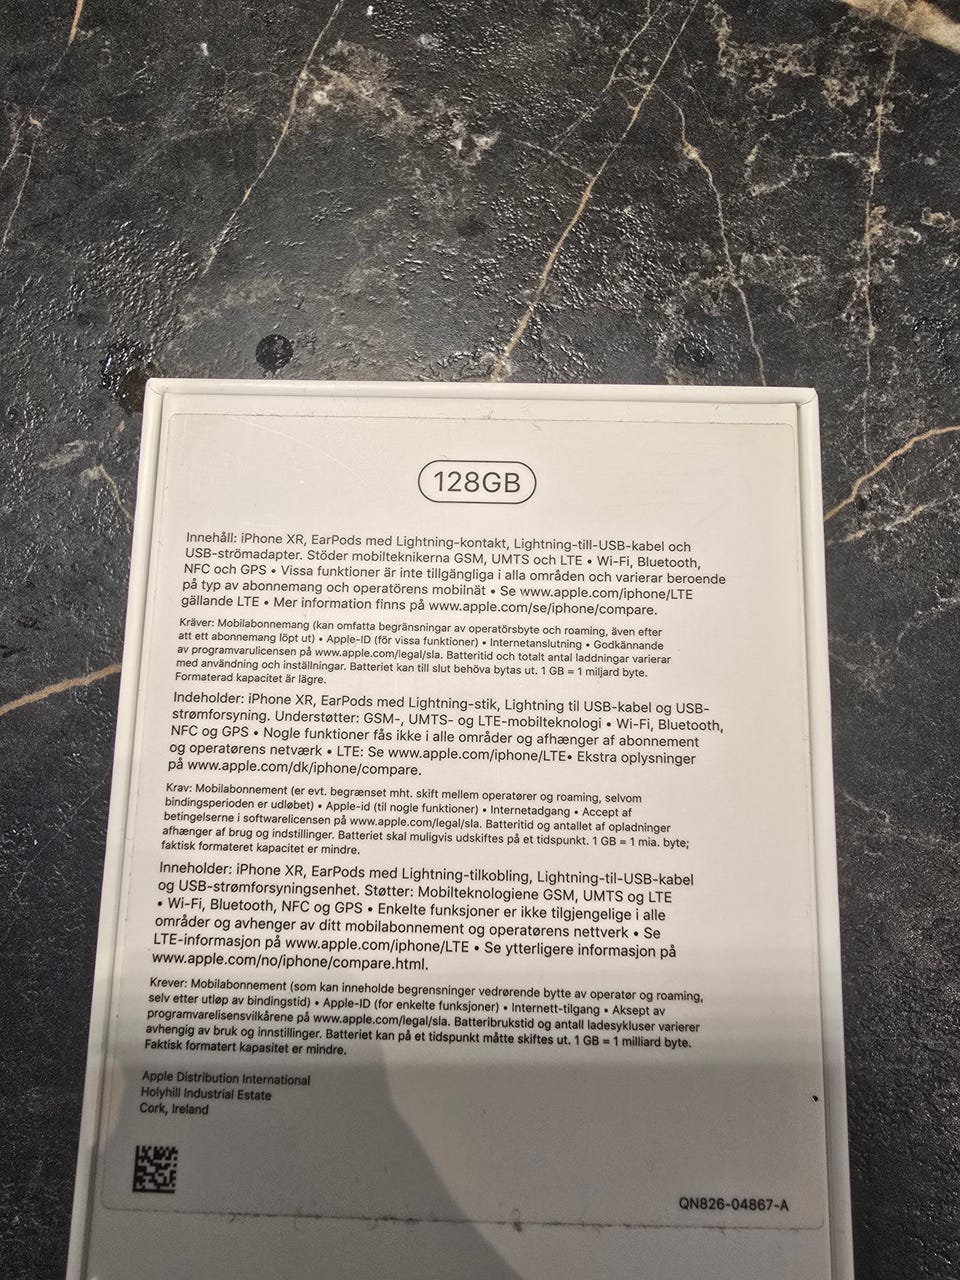 128GB
Innehåll: iPhone XR, EarPods med Lightning-kontakt, Lightning-till-USB-kabel och
USB-strömadapter. Stöder mobilteknikerna GSM, UMTS och LTE • Wi-Fi, Bluetooth,
NFC och GPS • Vissa funktioner är inte tillgängliga i alla områden och varierar beroende
på typ av abonnemang och operatörens mobilnät • Se www.apple.com/iphone/LTE
gällande LTE • Mer information finns på www.apple.com/se/iphone/compare.
Kräver: Mobilabonnemang (kan omfatta begränsningar av operatörsbyte och roaming, även efter
att ett abonnemang löpt ut) • Apple-ID (för vissa funktioner) • Internetanslutning • Godkännande
av programvarulicensen på www.apple.com/legal/sla. Batteritid och totalt antal laddningar varierar
med användning och inställningar. Batteriet kan till slut behöva bytas ut. 1 GB = 1 miljard byte.
Formaterad kapacitet är lägre.
Indeholder: iPhone XR, EarPods med Lightning-stik, Lightning til USB-kabel og USB-
strømforsyning. Understøtter: GSM-, UMTS- og LTE-mobilteknologi • Wi-Fi, Bluetooth,
NFC og GPS • Nogle funktioner fås ikke i alle områder og afhænger af abonnement
og operatørens netværk • LTE: Se www.apple.com/iphone/LTE• Ekstra oplysninger
på www.apple.com/dk/iphone/compare.
Krav: Mobilabonnement (er evt. begrænset mht. skift mellem operatører og roaming, selvom
bindingsperioden er udløbet) • Apple-id (til nogle funktioner) • Internetadgang • Accept af
betingelserne i softwarelicensen på www.apple.com/legal/sla. Batteritid og antallet af opladninger
afhænger af brug og indstillinger. Batteriet skal muligvis udskiftes på et tidspunkt. 1 GB = 1 mia. byte;
faktisk formateret kapacitet er mindre.
Inneholder: iPhone XR, EarPods med Lightning-tilkobling, Lightning-til-USB-kabel
og USB-strømforsyningsenhet. Støtter: Mobilteknologiene GSM, UMTS og LTE
• Wi-Fi, Bluetooth, NFC og GPS • Enkelte funksjoner er ikke tilgjengelige i alle
områder og avhenger av ditt mobilabonnement og operatørens nettverk • Se
LTE-informasjon på www.apple.com/iphone/LTE • Se ytterligere informasjon på
www.apple.com/no/iphone/compare.html.
Krever: Mobilabonnement (som kan inneholde begrensninger vedrørende bytte av operatør og roaming,
selv etter utløp av bindingstid) • Apple-ID (for enkelte funksjoner) • Internett-tilgang • Aksept av
programvarelisensvilkårene på www.apple.com/legal/sla. Batteribrukstid og antall ladesykluser varierer
avhengig av bruk og innstillinger. Batteriet kan på et tidspunkt måtte skiftes ut. 1 GB = 1 milliard byte.
Faktisk formatert kapasitet er mindre.
Apple Distribution International
Holyhill Industrial Estate
Cork, Ireland
QN826-04867-A